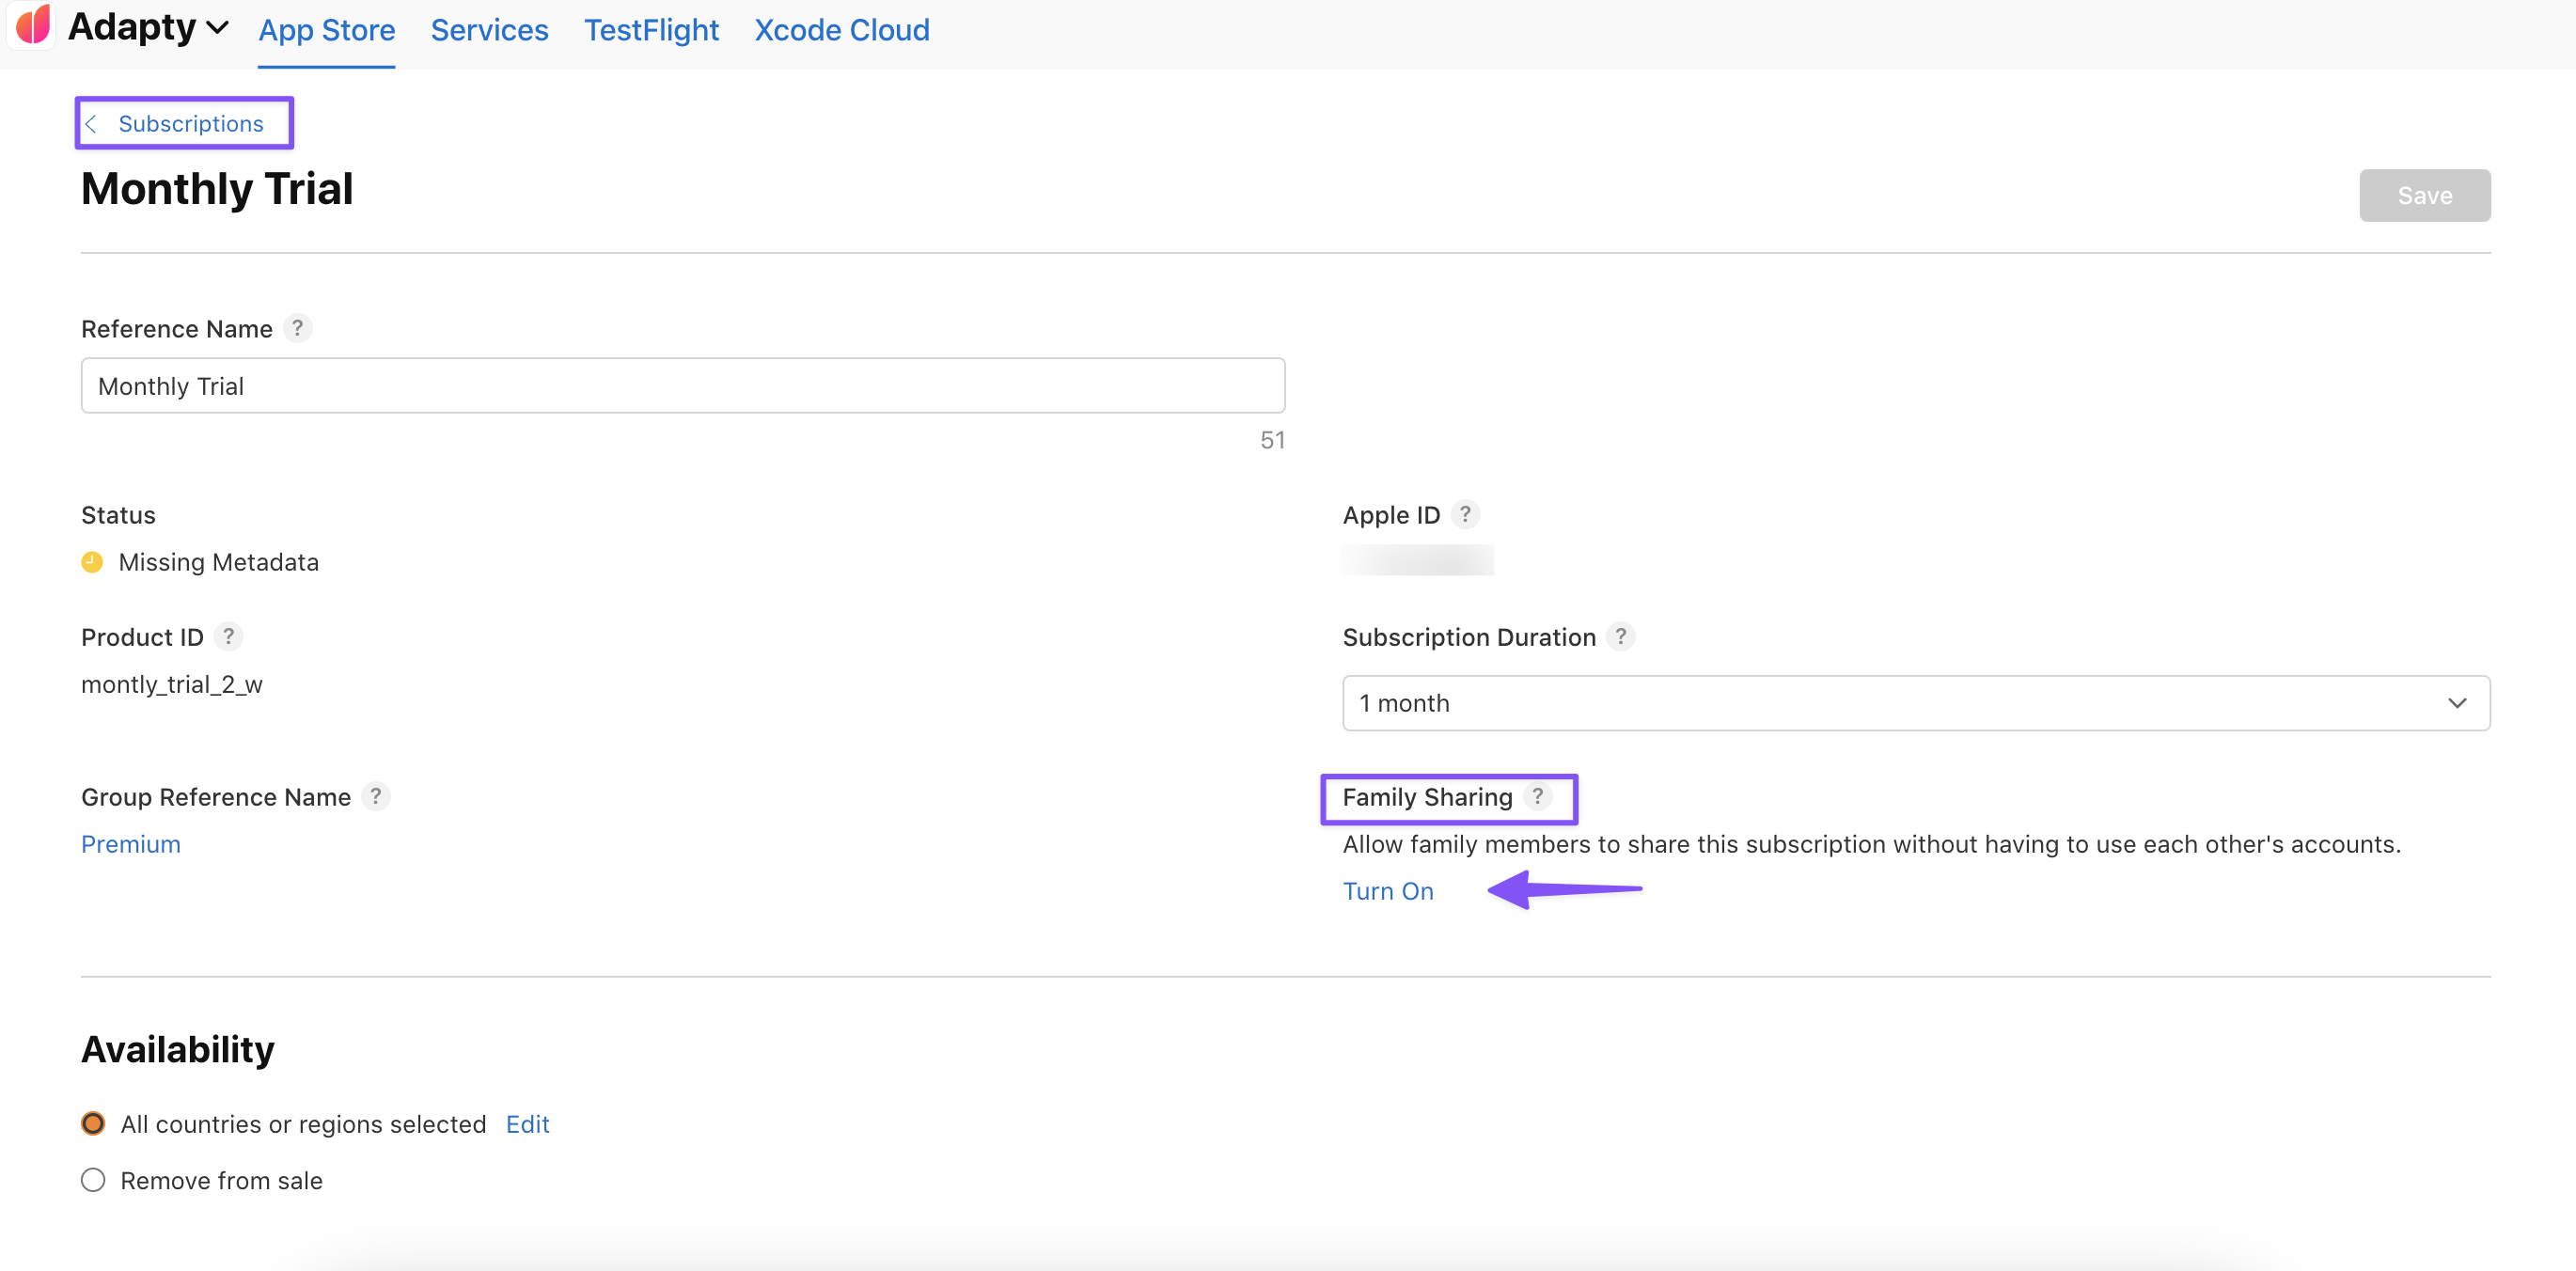 Adapty
App Store
Services
TestFlight
Xcode Cloud
Subscriptions
Monthly Trial
Save
Reference Name ?
Monthly Trial
51
Status
Missing Metadata
Apple ID ?
Product ID ?
montly_trial_2_w
Subscription Duration ?
1 month
Group Reference Name ?
Premium
Family Sharing ?
Allow family members to share this subscription without having to use each other's accounts.
Turn On
Availability
All countries or regions selected Edit
Remove from sale